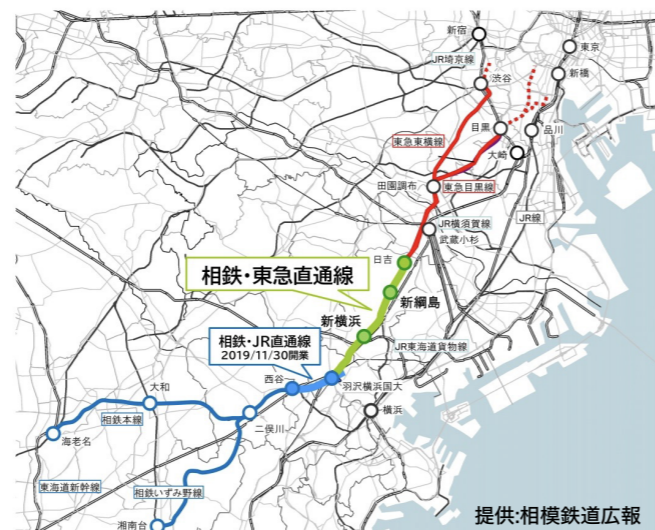 新宿
東京
JR埼京線
新橋
渋谷
目黒
品川
東急東横線
大崎
田園調布
東急目黒線
JR線
JR横須賀線
武蔵小杉
日吉
相鉄・東急直通線
新綱島
新横浜
相鉄・JR直通線
2019/11/30開業
JR東海道貨物線
西谷
羽沢横浜国大
大和
横浜
相鉄本線
二俣川
海老名
東海道新幹線
相鉄いずみ野線
湘南台
提供:相模鉄道広報